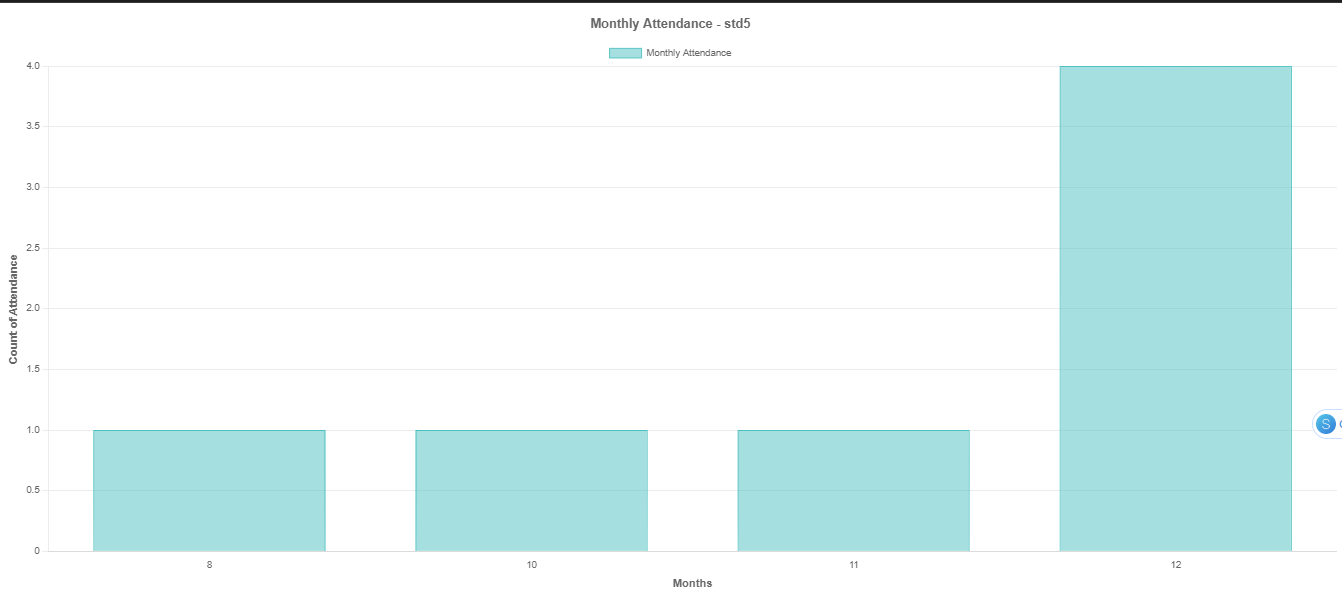 Monthly Attendance - std5
Monthly Attendance
4.0
3.5
3.0
2.5
2.0
1.5
1.0
0.5
0
Count of Attendance
8 10 11 12
Months
S